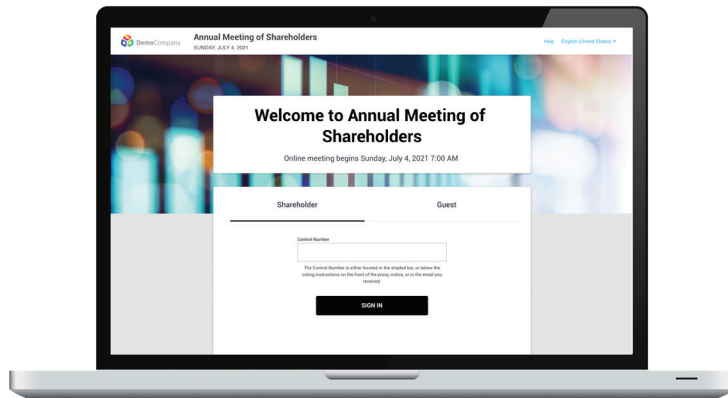 DemoCompany
Annual Meeting of Shareholders
SUNDAY, JULY 4, 2021
Help English (United States)
Welcome to Annual Meeting of
Shareholders
Online meeting begins Sunday, July 4, 2021 7:00 AM
Shareholder Guest
Control Number
The Control Number is either located in the shaded bar, or below the
voting instructions on the front of the proxy, notice, or in the email you
received.
SIGN IN